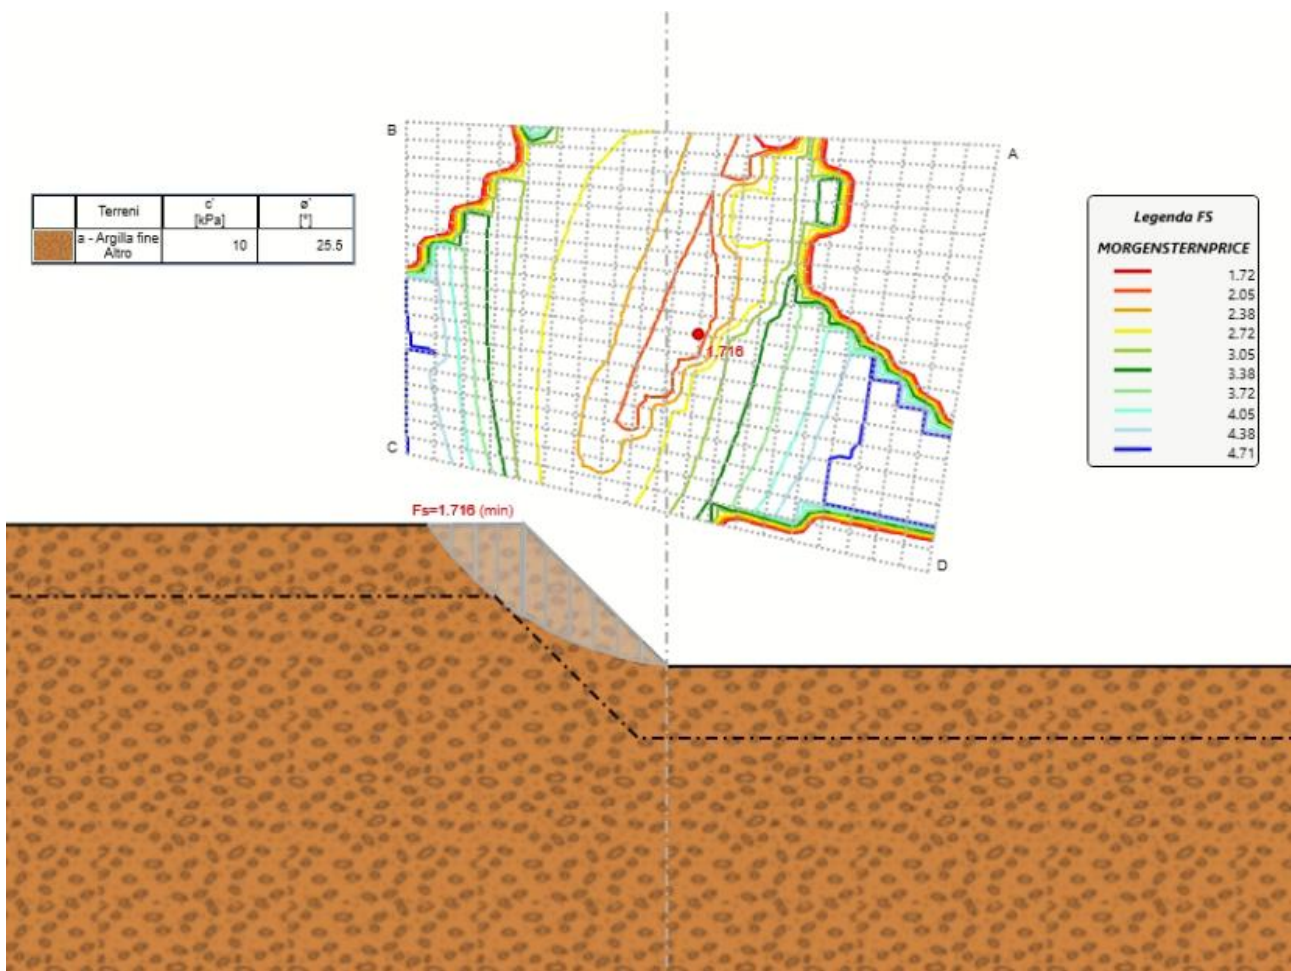 B
A
Terreni c' ø'
[kPa] [°]
a - Argilla fine
Altro 10 25.5
Legenda FS
MORGENSTERNPRICE
1.72
2.05
2.38
2.72
3.05
3.38
3.72
4.05
4.38
4.71
1.716
C
Fs=1.716 (min)
D